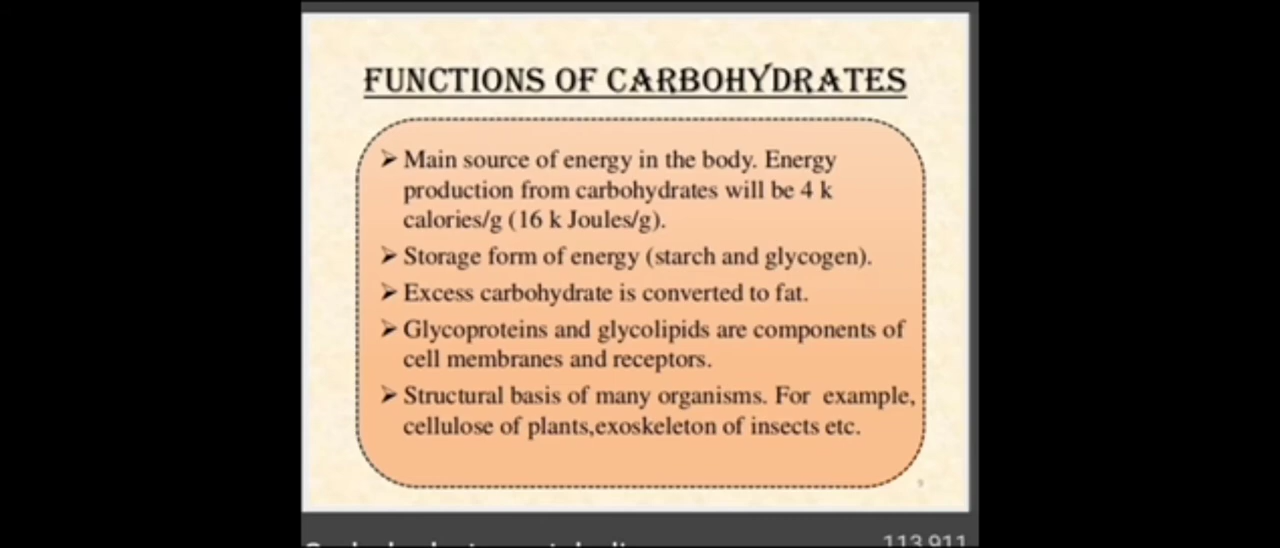 FUNCTIONS OF CARBOHYDRATES
➢ Main source of energy in the body. Energy
production from carbohydrates will be 4 k
calories/g (16 k Joules/g).
➢ Storage form of energy (starch and glycogen).
➢ Excess carbohydrate is converted to fat.
➢ Glycoproteins and glycolipids are components of
cell membranes and receptors.
➢ Structural basis of many organisms. For  example,
cellulose of plants,exoskeleton of insects etc.
113,911